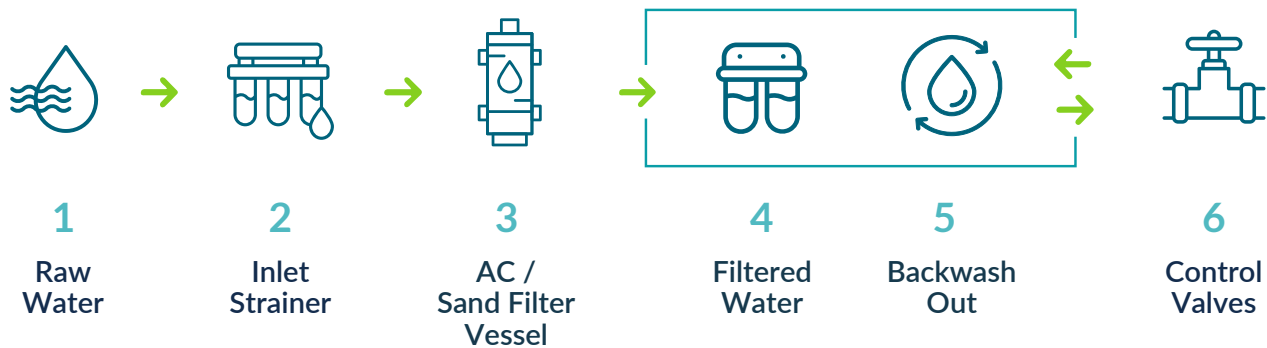 1
Raw
Water
2
Inlet
Strainer
3
AC /
Sand Filter
Vessel
4
Filtered
Water
5
Backwash
Out
6
Control
Valves